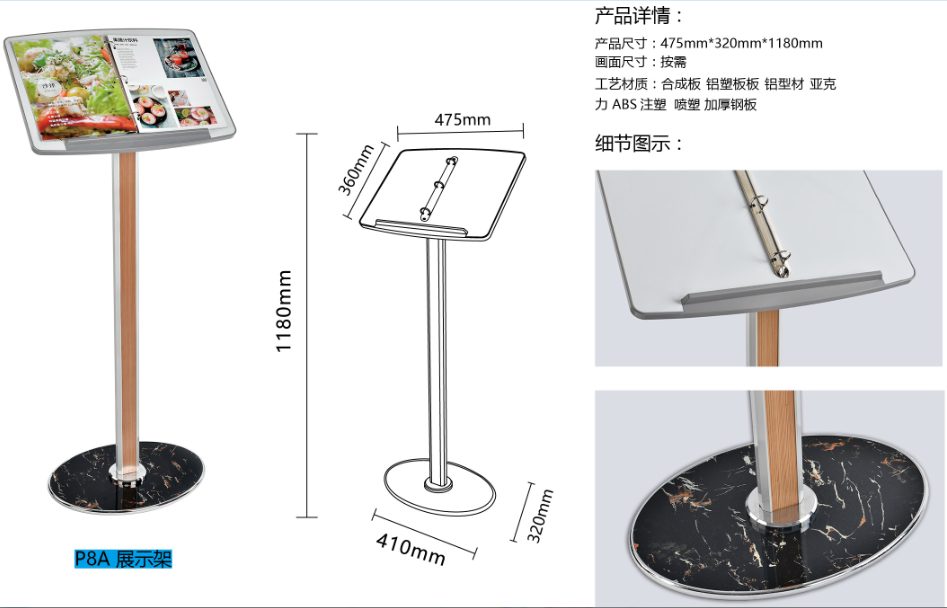 产品详情：
产品尺寸：475mm*320mm*1180mm
画面尺寸：按需
工艺材质：合成板 铝塑板板 铝型材 亚克
力 ABS 注塑 喷塑 加厚钢板
细节图示：
475mm
360mm
1180mm
410mm
320mm
P8A 展示架